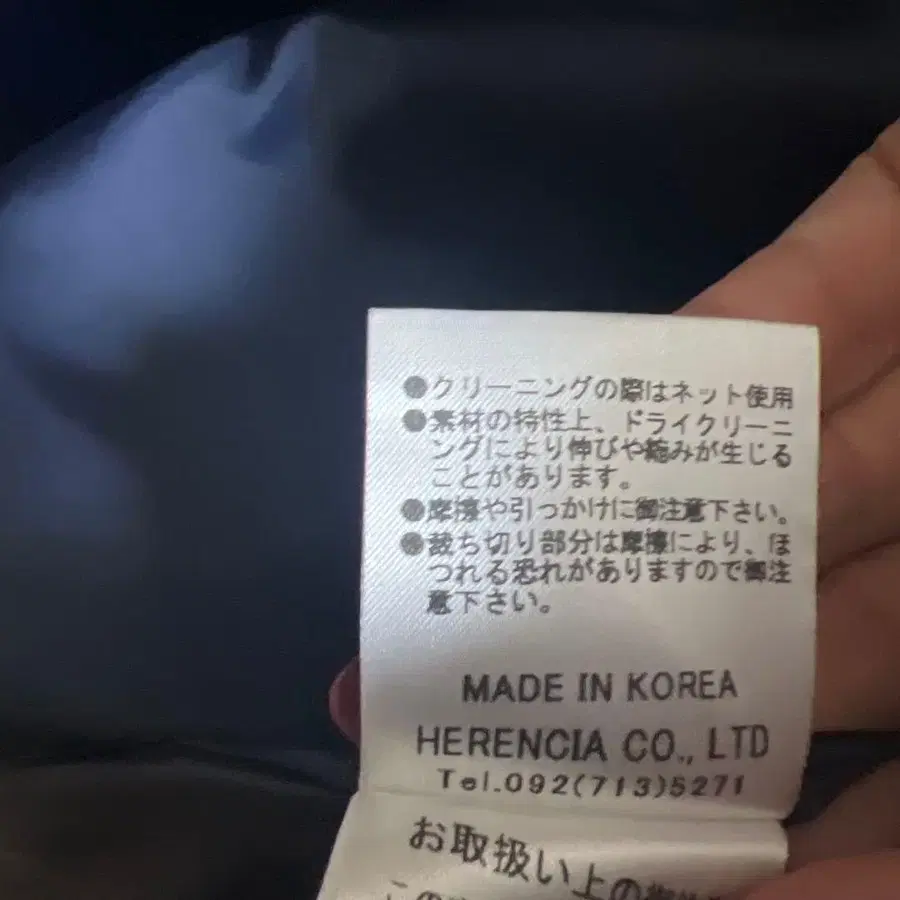 ●クリーニングの際はネット使用
●素材の特性上、ドライクリーニ
ングにより伸びや縮みが生じる
ことがあります。
●摩擦や引っかけに御注意下さい。
●裁ち切り部分は摩擦により、ほ
つれる恐れがありますので御注
意下さい。
MADE IN KOREA
HERENCIA CO., LTD
Tel.092(713)5271
お取扱い上の
この